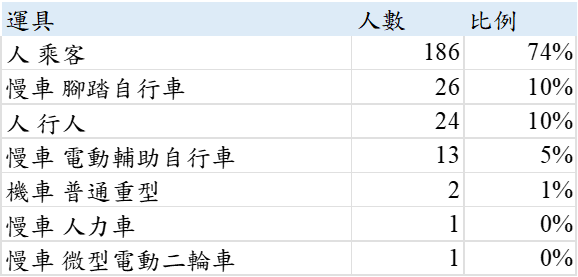 運具 人數 比例
人 乘客 186 74%
慢車 腳踏自行車 26 10%
人 行人 24 10%
慢車 電動輔助自行車 13 5%
機車 普通重型 2 1%
慢車 人力車 1 0%
慢車 微型電動二輪車 1 0%